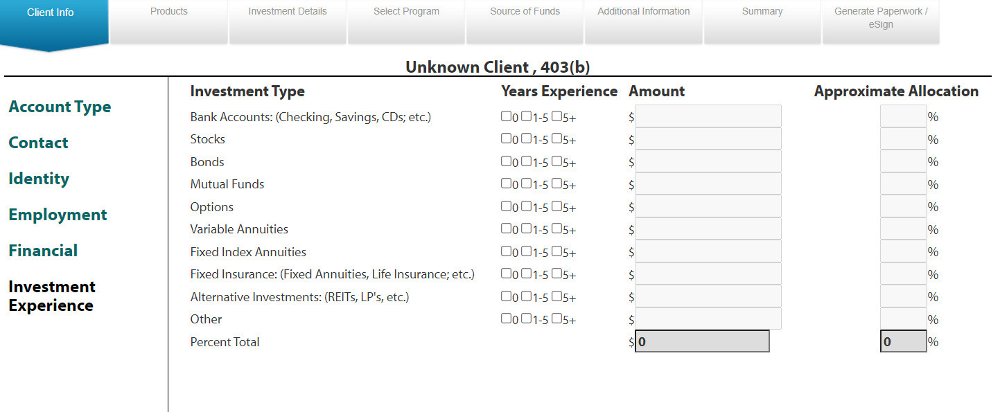 Client Info
Products
Investment Details
Select Program
Source of Funds
Additional Information
Summary
Generate Paperwork /
eSign
Unknown Client , 403(b)
Account Type
Contact
Identity
Employment
Financial
Investment
Experience
Investment Type Years Experience Amount Approximate Allocation
Bank Accounts: (Checking, Savings, CDs; etc.) 0 1-5 5+ $ %
Stocks 0 1-5 5+ $ %
Bonds 0 1-5 5+ $ %
Mutual Funds 0 1-5 5+ $ %
Options 0 1-5 5+ $ %
Variable Annuities 0 1-5 5+ $ %
Fixed Index Annuities 0 1-5 5+ $ %
Fixed Insurance: (Fixed Annuities, Life Insurance; etc.) 0 1-5 5+ $ %
Alternative Investments: (REITs, LP's, etc.) 0 1-5 5+ $ %
Other 0 1-5 5+ $ %
Percent Total $ 0 0 %